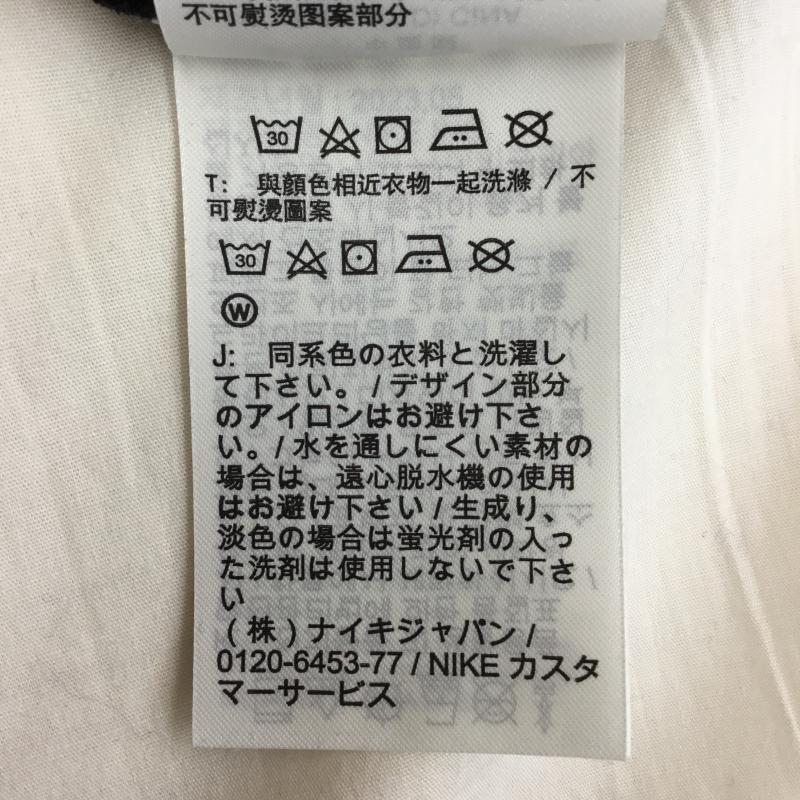 不可熨烫图案部分
30
T: 與顏色相近衣物一起洗滌 / 不
可熨燙圖案
30
W
J: 同系色の衣料と洗濯し
て下さい。/ デザイン部分
のアイロンはお避け下さ
い。/ 水を通しにくい素材の
場合は、遠心脱水機の使用
はお避け下さい / 生成り、
淡色の場合は蛍光剤の入っ
た洗剤は使用しないで下さ
い
(株) ナイキジャパン /
0120-6453-77 / NIKE カスタ
マーサービス